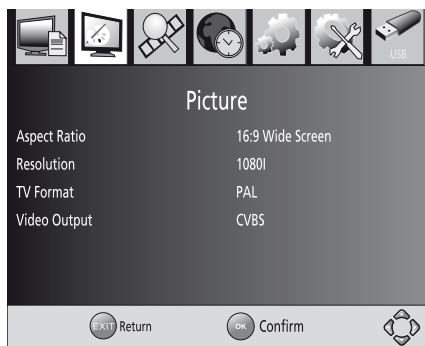 USB
Picture
Aspect Ratio 16:9 Wide Screen
Resolution 1080I
TV Format PAL
Video Output CVBS
EXIT Return OK Confirm